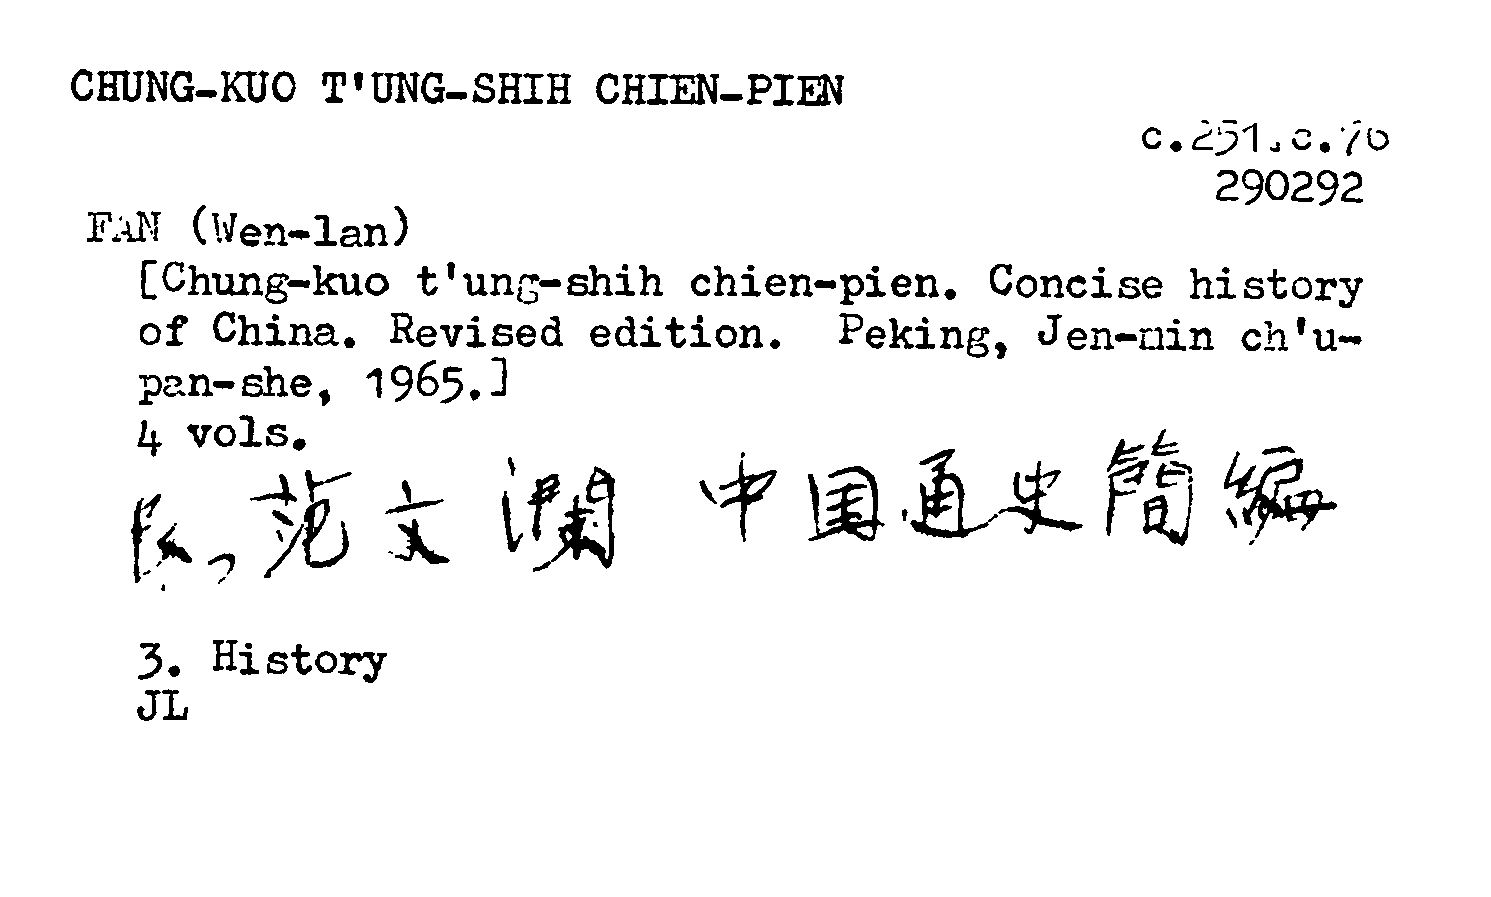 CHUNG-KUO T'UNG-SHIH CHIEN-PIEN
c.251.c.76
290292
FAN (Wen-lan)
[Chung-kuo t'ung-shih chien-pien. Concise history
of China. Revised edition. Peking, Jen-min ch'u-
pan-she, 1965.]
4 vols.
范文瀾 中国通史簡編
3. History
JL